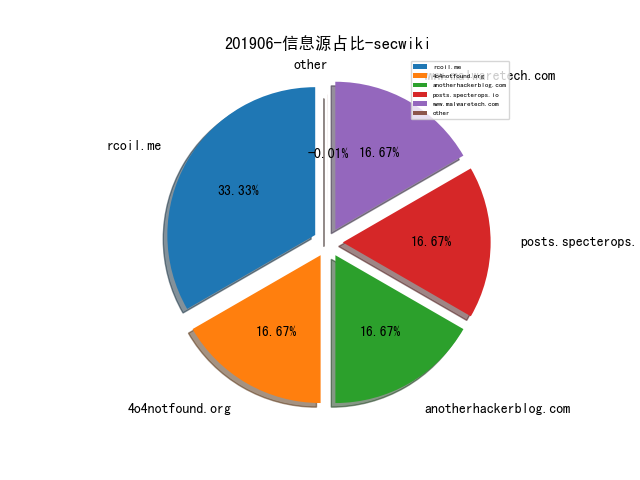 201906-信息源占比-secwiki
other
rcoil.me
4o4notfound.org
anotherhackerblog.com
posts.specterops.io
www.malwaretech.com
other
malwaretech.com
rcoil.me
-0.01%
16.67%
33.33%
16.67%
posts.specterops.
16.67%
16.67%
4o4notfound.org
anotherhackerblog.com